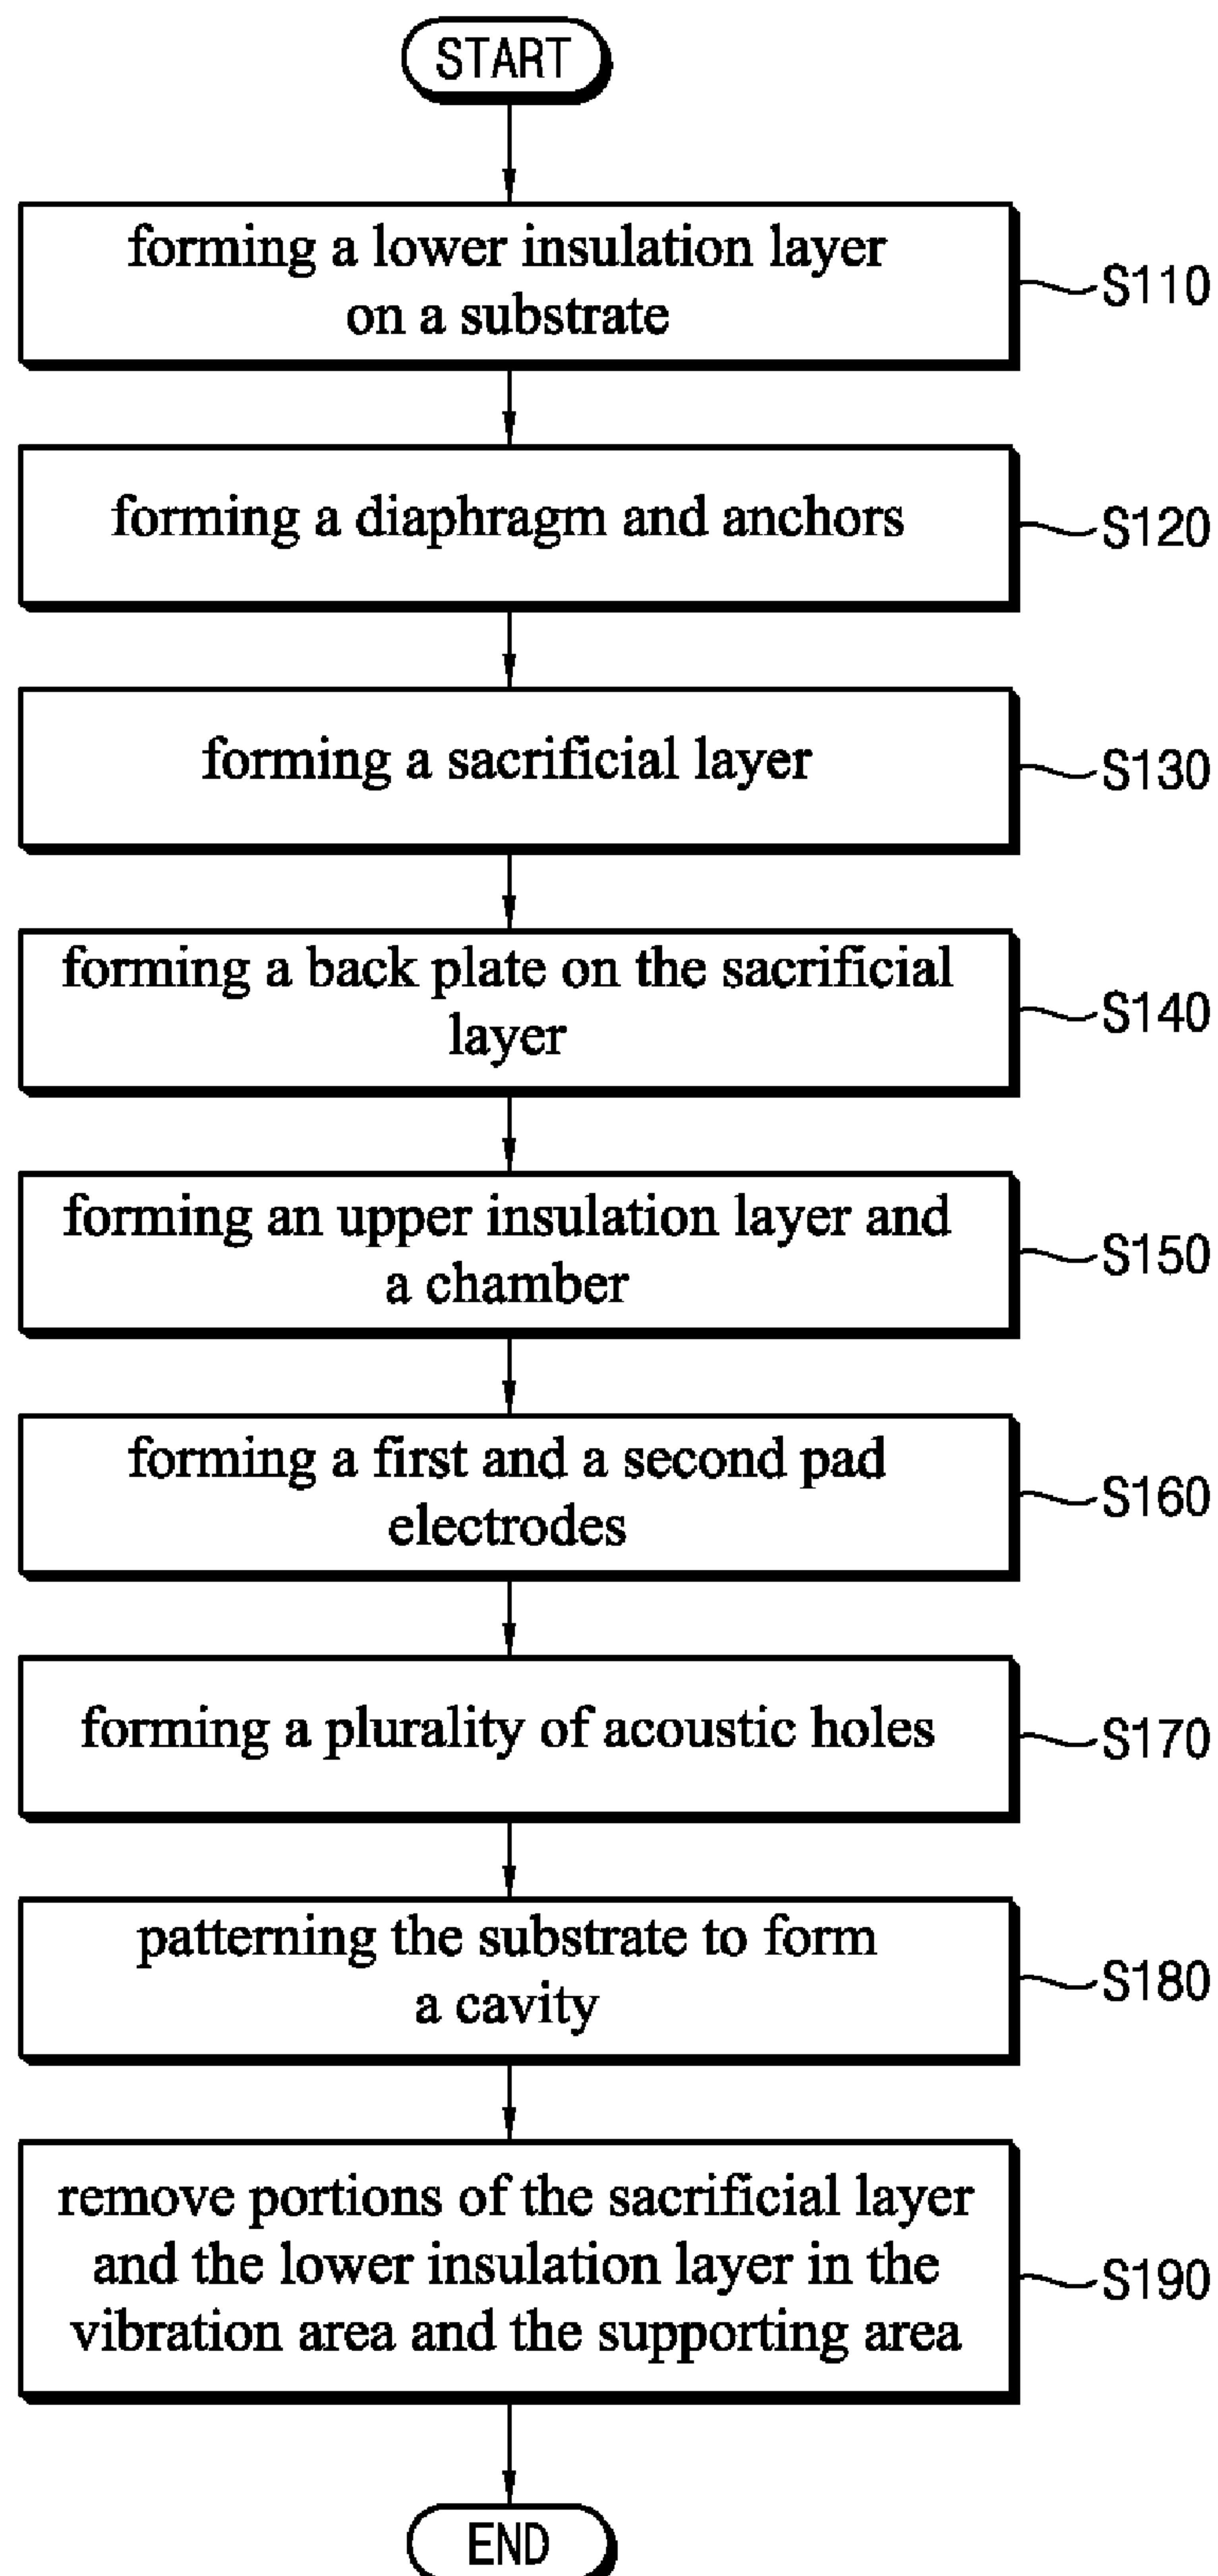 START
forming a lower insulation layer
on a substrate
S110
forming a diaphragm and anchors
S120
forming a sacrificial layer
S130
forming a back plate on the sacrificial
layer
S140
forming an upper insulation layer and
a chamber
S150
forming a first and a second pad
electrodes
S160
forming a plurality of acoustic holes
S170
patterning the substrate to form
a cavity
S180
remove portions of the sacrificial layer
and the lower insulation layer in the
vibration area and the supporting area
S190
END